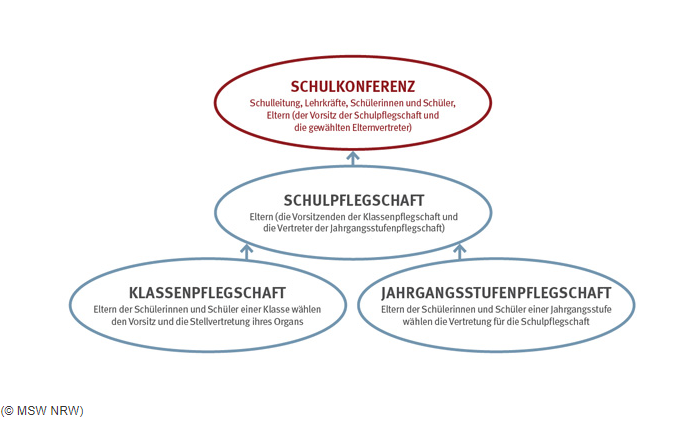 SCHULKONFERENZ
Schulleitung, Lehrkräfte, Schülerinnen und Schüler,
Eltern (der Vorsitz der Schulpflegschaft und
die gewählten Elternvertreter)
SCHULPFLEGSCHAFT
Eltern (die Vorsitzenden der Klassenpflegschaft und
die Vertreter der Jahrgangsstufenpflegschaft)
KLASSENPFLEGSCHAFT
Eltern der Schülerinnen und Schüler einer Klasse wählen
den Vorsitz und die Stellvertretung ihres Organs
JAHRGANGSSTUFENPFLEGSCHAFT
Eltern der Schülerinnen und Schüler einer Jahrgangsstufe
wählen die Vertretung für die Schulpflegschaft
(© MSW NRW)